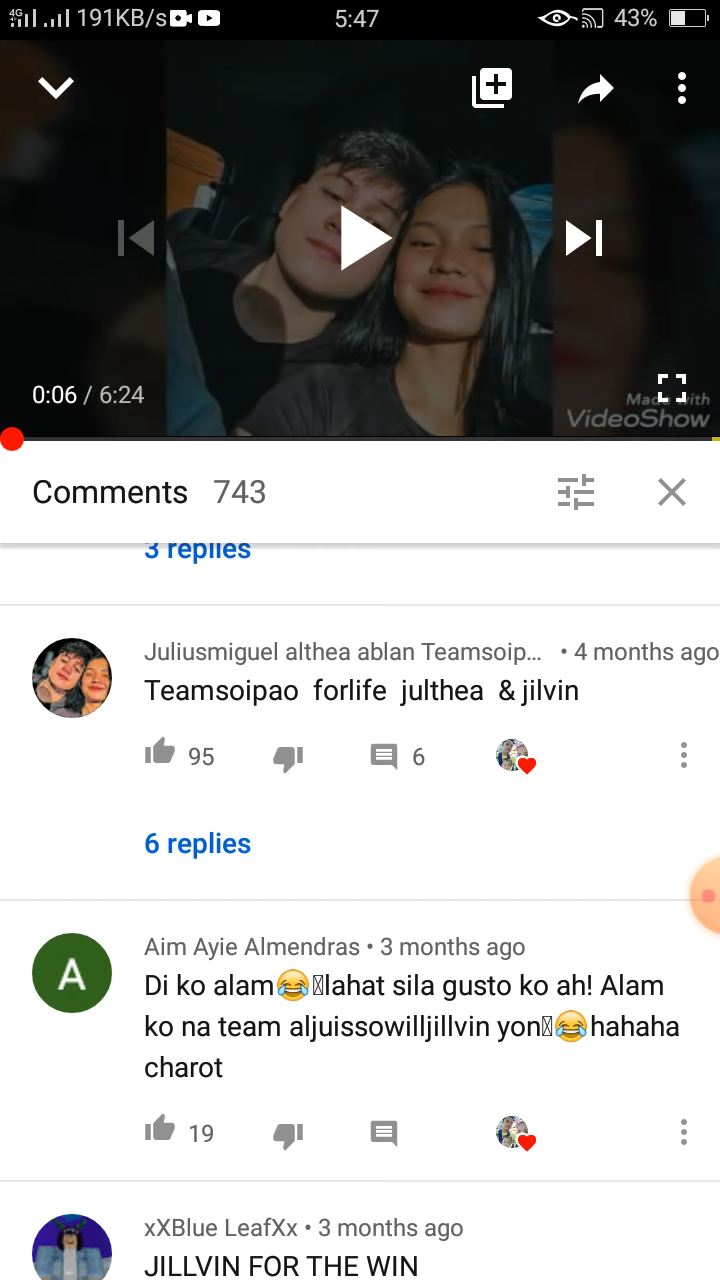 4G 191KB/s 5:47 43%
0:06 / 6:24
Made with
VideoShow
Comments 743
3 replies
Juliusmiguel althea ablan Teamsoip... • 4 months ago
Teamsoipao forlife julthea & jilvin
95 6
6 replies
A
Aim Ayie Almendras • 3 months ago
Di ko alam😂lahat sila gusto ko ah! Alam
ko na team aljuissowilljillvin yon😂hahaha
charot
19
xXBlue LeafXx • 3 months ago
JILLVIN FOR THE WIN